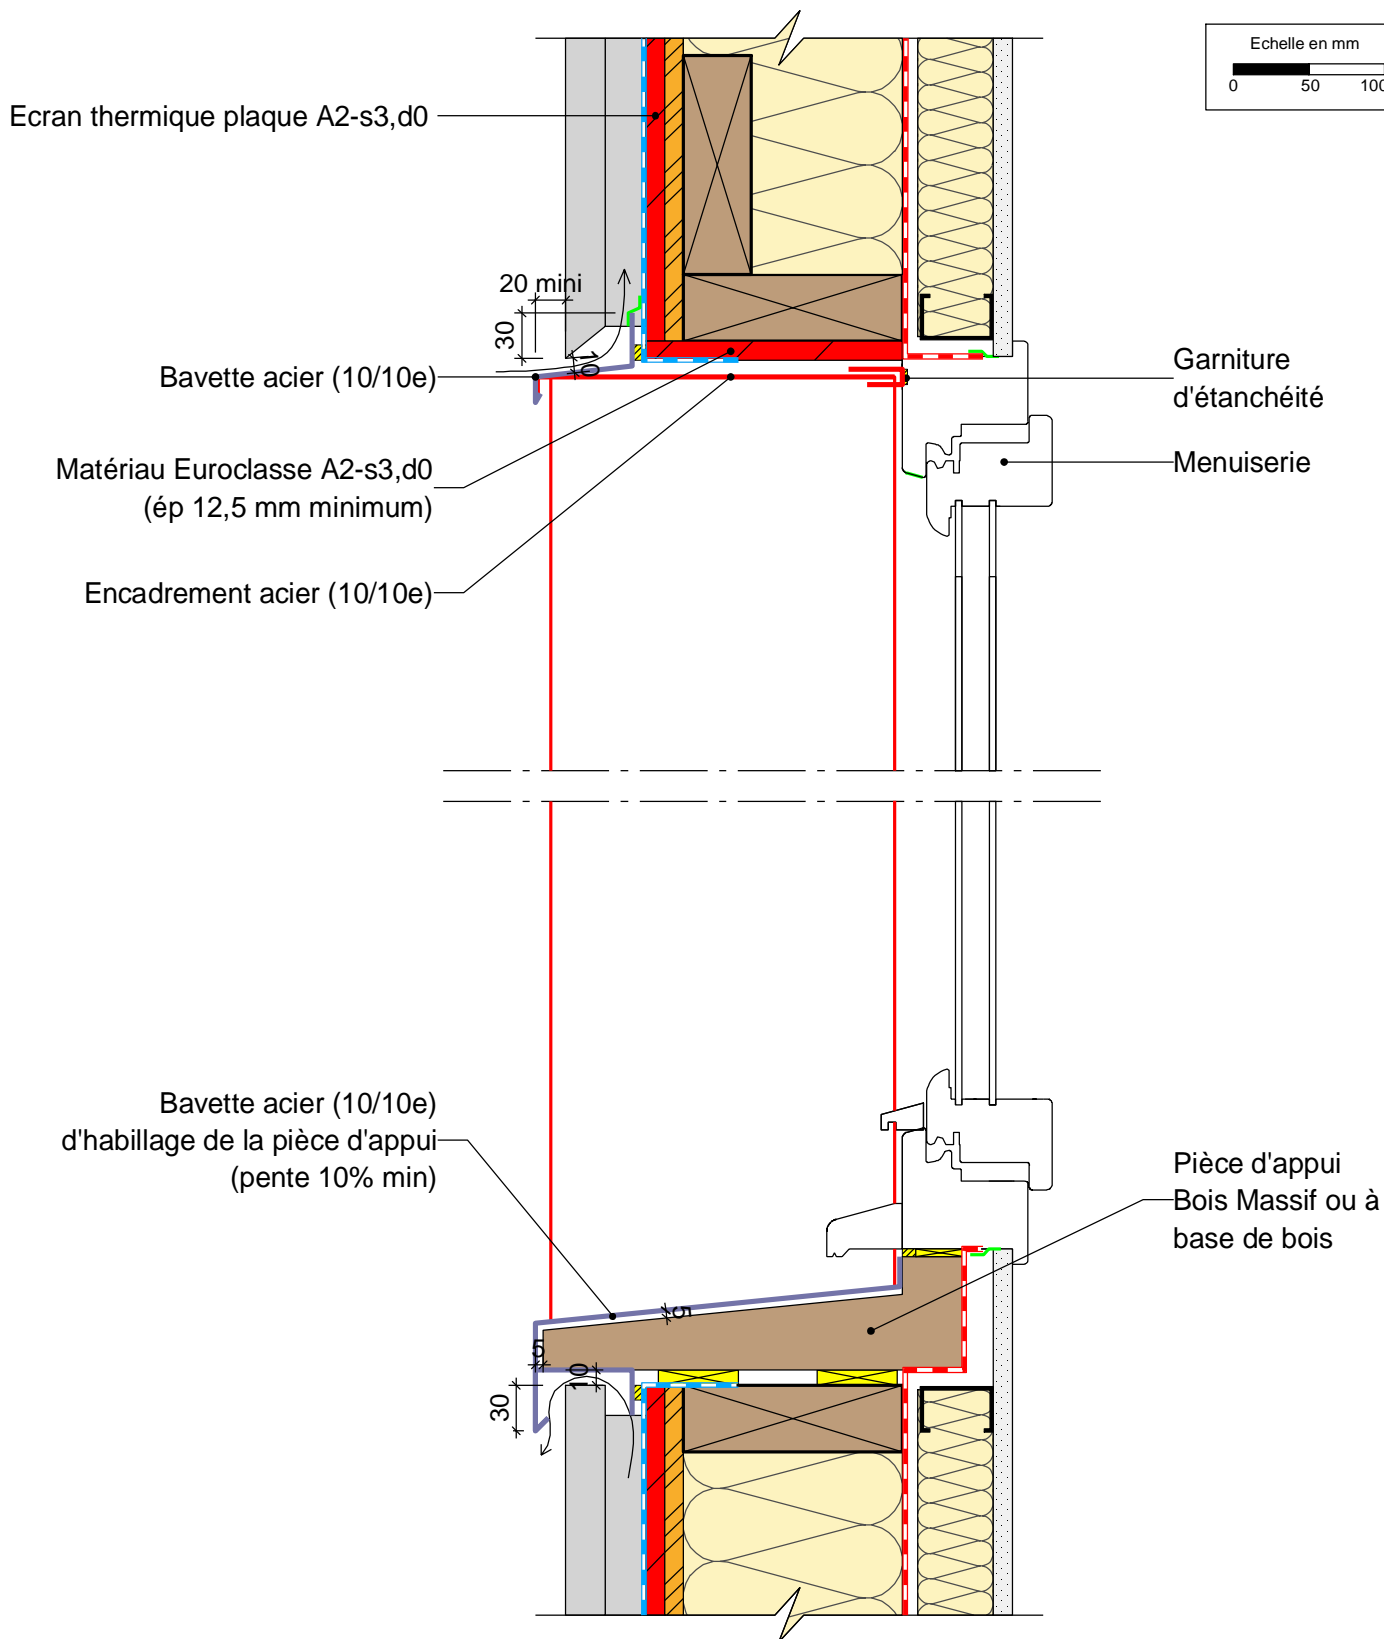 Echelle en mm
0 50 100
Ecran thermique plaque A2-s3,d0
20 mini
30
10
Bavette acier (10/10e)
Garniture
d'étanchéité
Matériau Euroclasse A2-s3,d0
(ép 12,5 mm minimum)
Menuiserie
Encadrement acier (10/10e)
Bavette acier (10/10e)
d'habillage de la pièce d'appui
(pente 10% min)
Pièce d'appui
Bois Massif ou à
base de bois
5
5
10
30